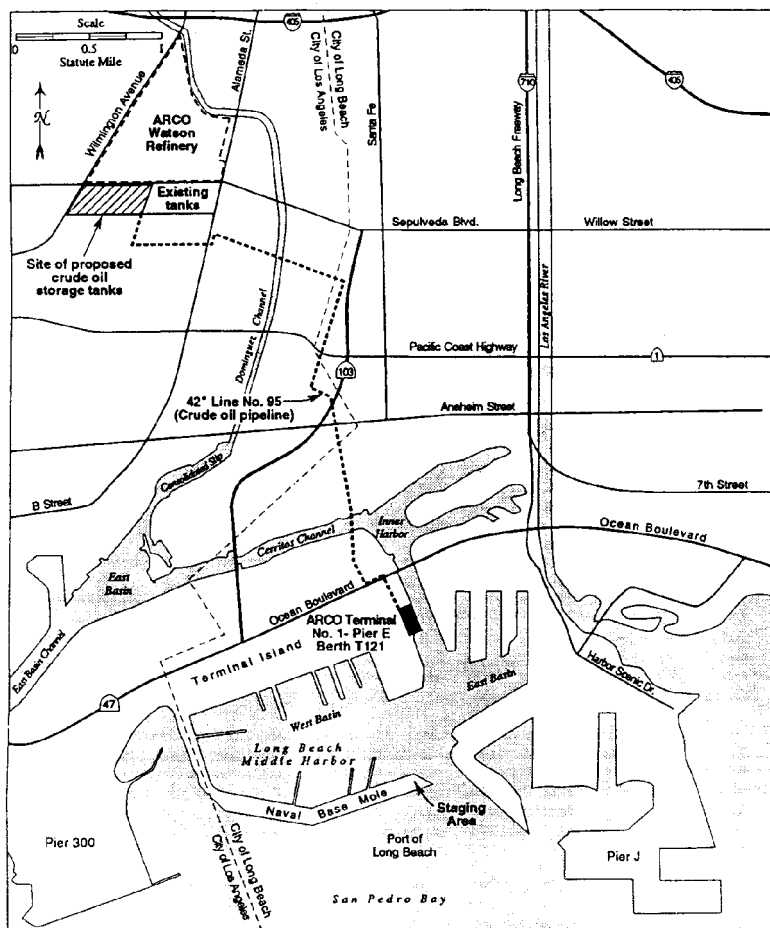 Scale
0 0.5 1
Statute Mile
N
405
405
710
Wilmington Avenue
Alameda St.
City of Long Beach
City of Los Angeles
Santa Fe
Long Beach Freeway
Los Angeles River
ARCO
Watson
Refinery
Existing
tanks
Sepulveda Blvd.
Willow Street
Site of proposed
crude oil
storage tanks
Dominguez Channel
Pacific Coast Highway
1
103
42" Line No. 95
(Crude oil pipeline)
Anaheim Street
Consolidated Slip
B Street
7th Street
Inner
Harbor
Cerritos Channel
Ocean Boulevard
East
Basin
Ocean Boulevard
ARCO Terminal
No. 1- Pier E
Berth T121
East Basin Channel
Terminal Island
47
East Basin
Harbor Scenic Dr.
West Basin
Long Beach
Middle Harbor
Naval Base Mole
Staging
Area
Port of
Long Beach
Pier 300
City of Long Beach
City of Los Angeles
Pier J
San Pedro Bay